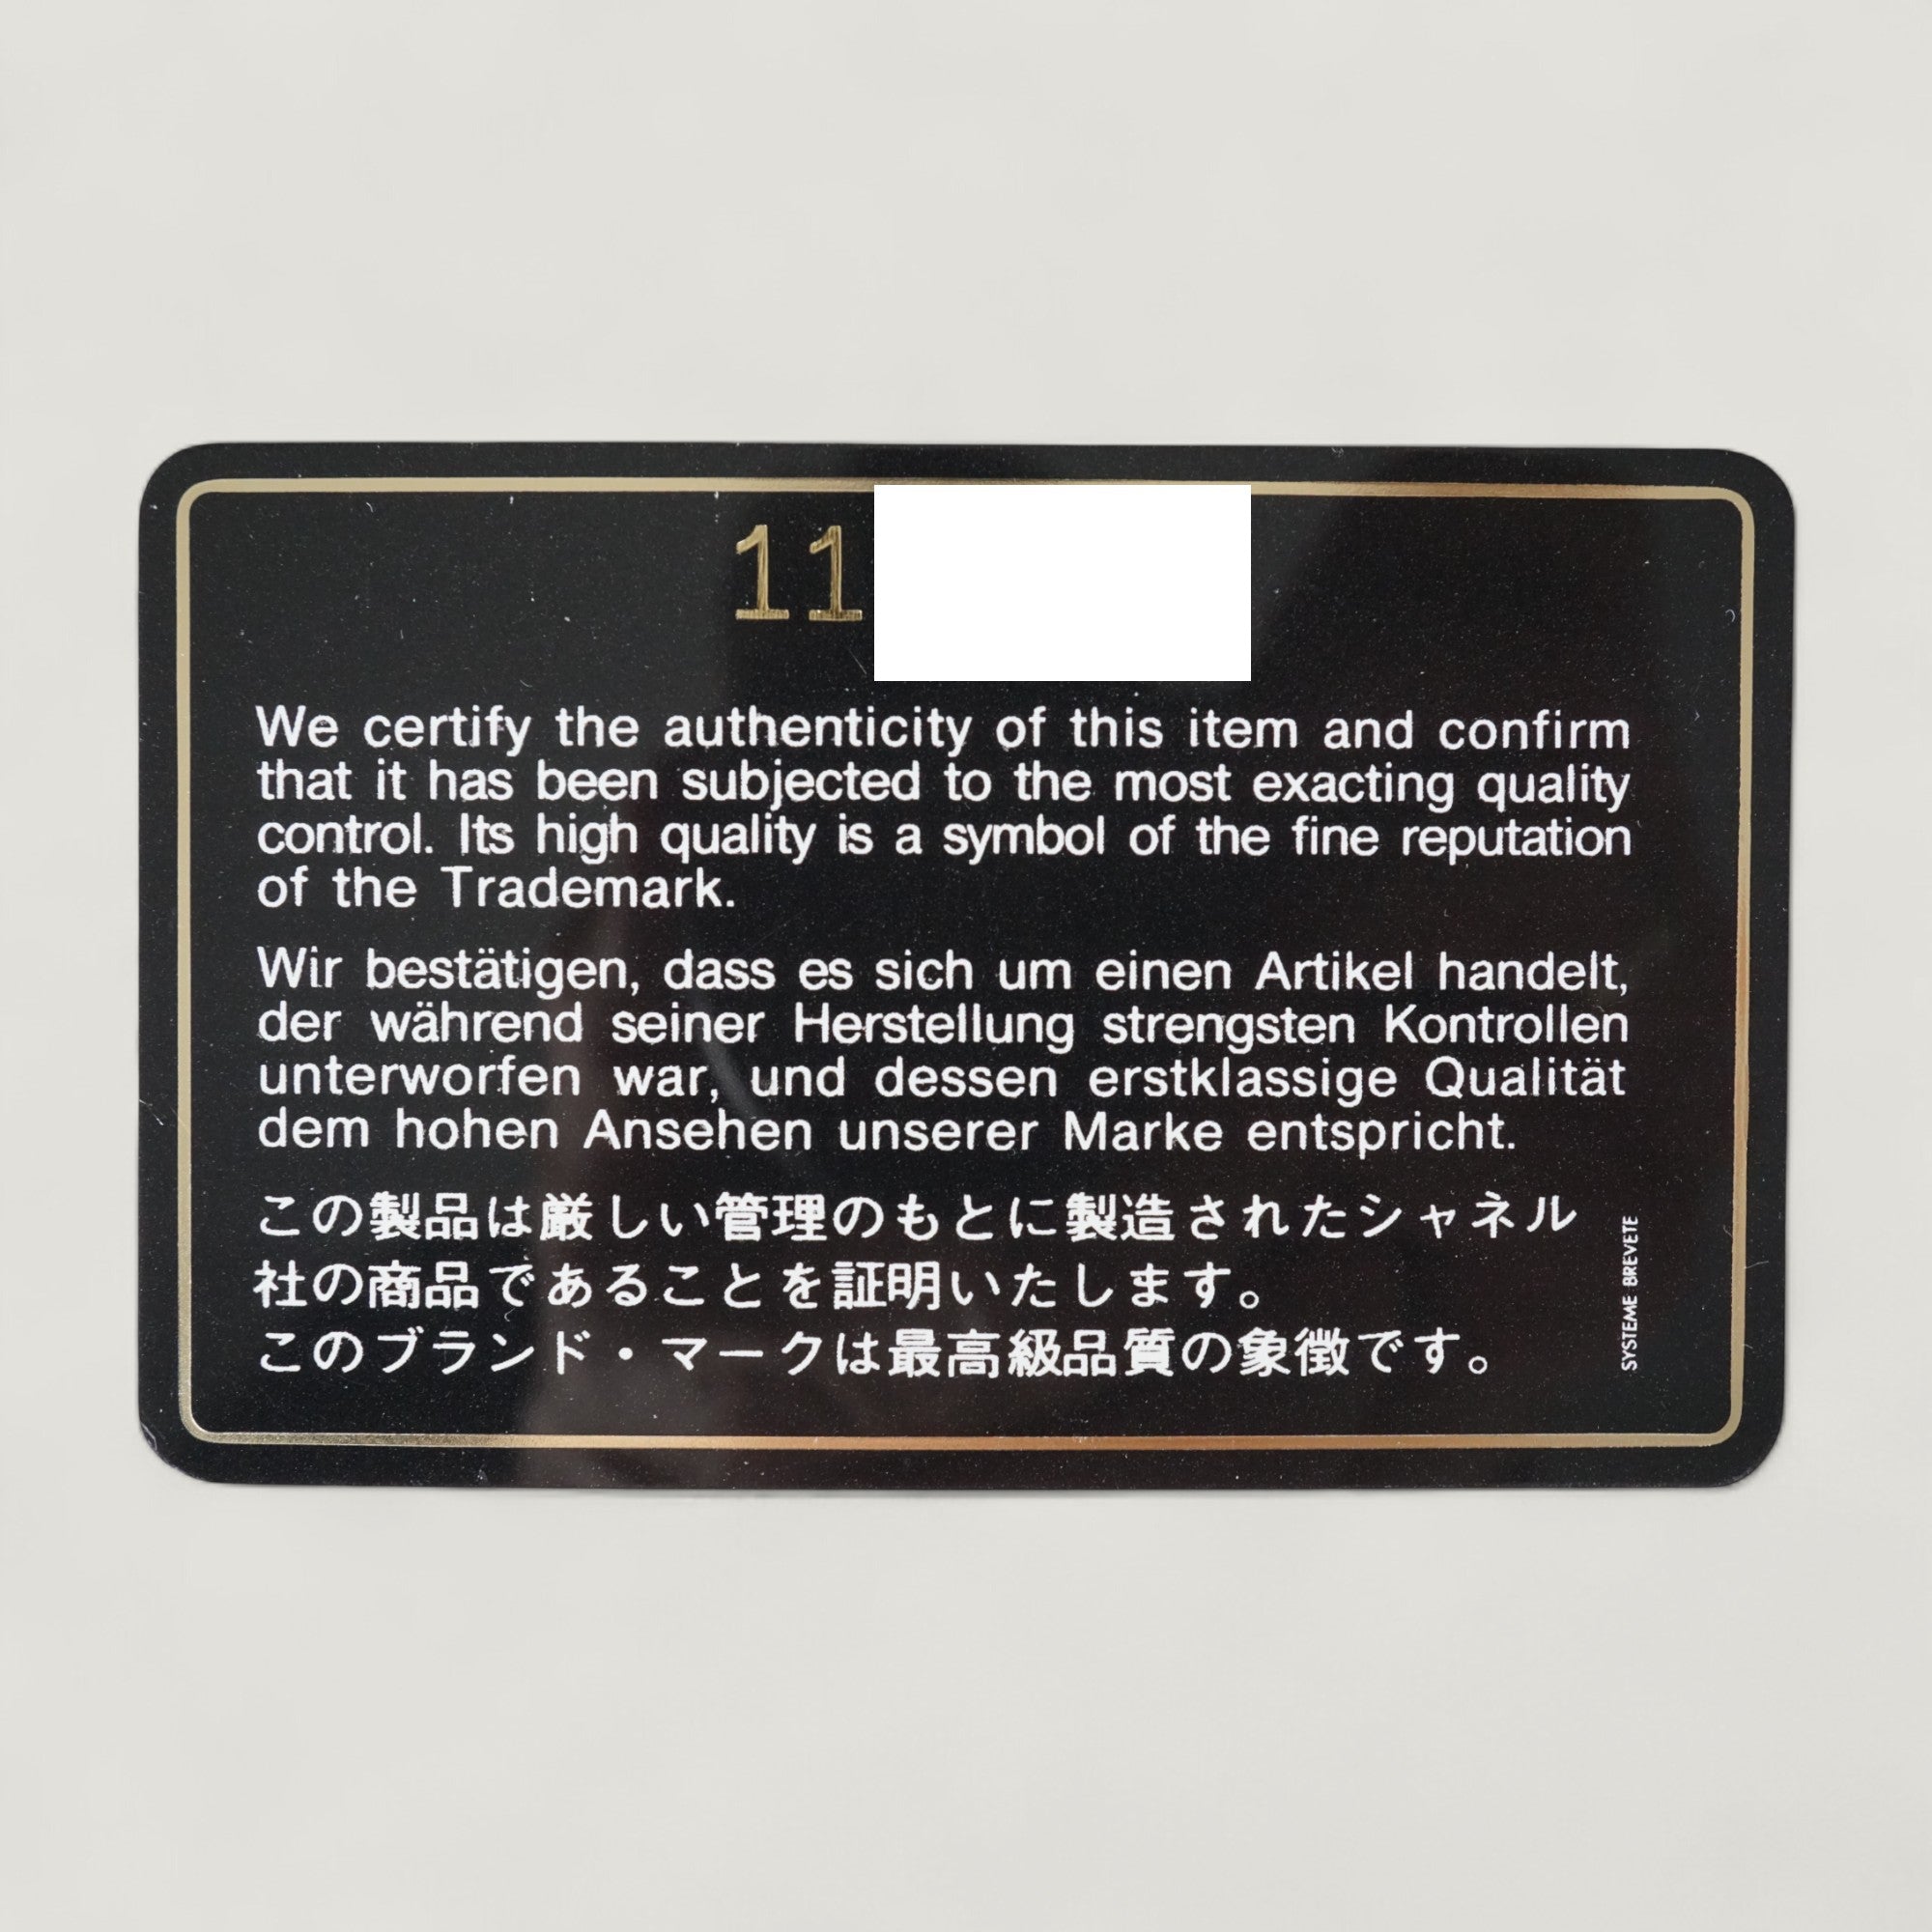 11
We certify the authenticity of this item and confirm
that it has been subjected to the most exacting quality
control. Its high quality is a symbol of the fine reputation
of the Trademark.
Wir bestätigen, dass es sich um einen Artikel handelt,
der während seiner Herstellung strengsten Kontrollen
unterworfen war, und dessen erstklassige Qualität
dem hohen Ansehen unserer Marke entspricht.
この製品は厳しい管理のもとに製造されたシャネル
社の商品であることを証明いたします。
このブランド・マークは最高級品質の象徴です。
SYSTEME BREVETE